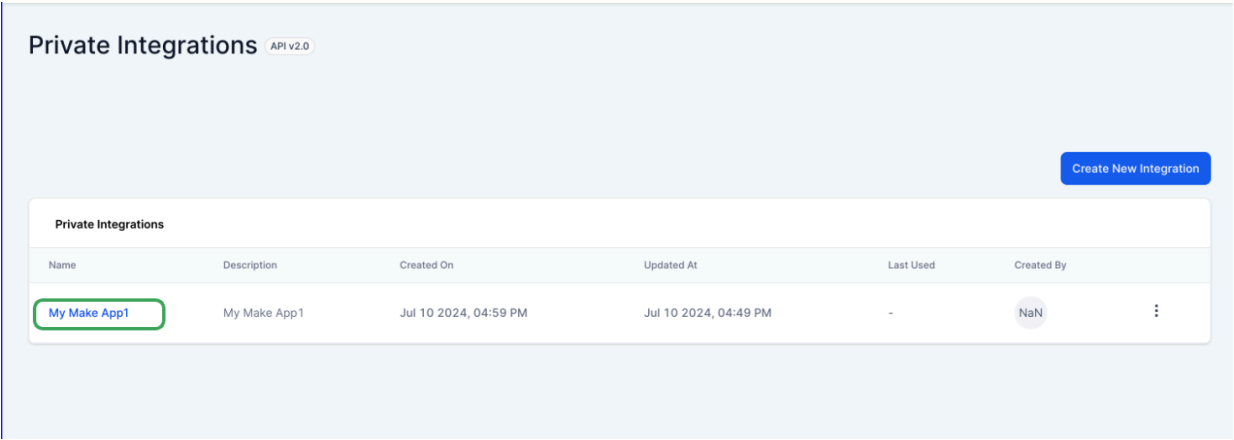 Private Integrations API v2.0
Create New Integration
Private Integrations
Name Description Created On Updated At Last Used Created By
My Make App1 My Make App1 Jul 10 2024, 04:59 PM Jul 10 2024, 04:49 PM - NaN